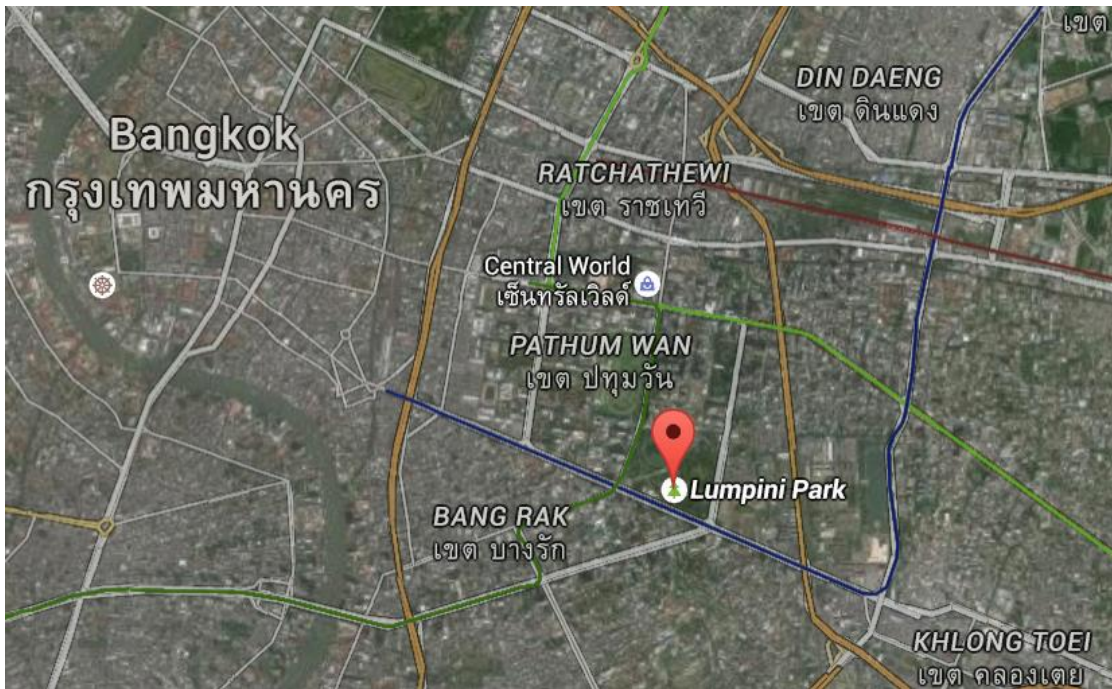 เขต
DIN DAENG
เขต ดินแดง
Bangkok
กรุงเทพมหานคร
RATCHATHEWI
เขต ราชเทวี
Central World
เซ็นทรัลเวิลด์
PATHUM WAN
เขต ปทุมวัน
Lumpini Park
BANG RAK
เขต บางรัก
KHLONG TOEI
เขต คลองเตย